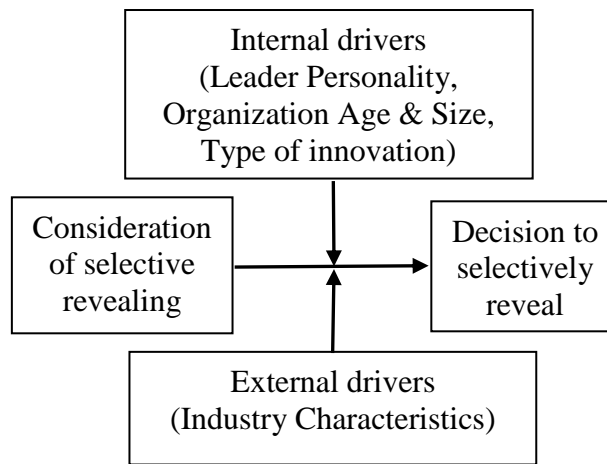 Internal drivers
(Leader Personality,
Organization Age & Size,
Type of innovation)
Consideration
of selective
revealing
Decision to
selectively
reveal
External drivers
(Industry Characteristics)